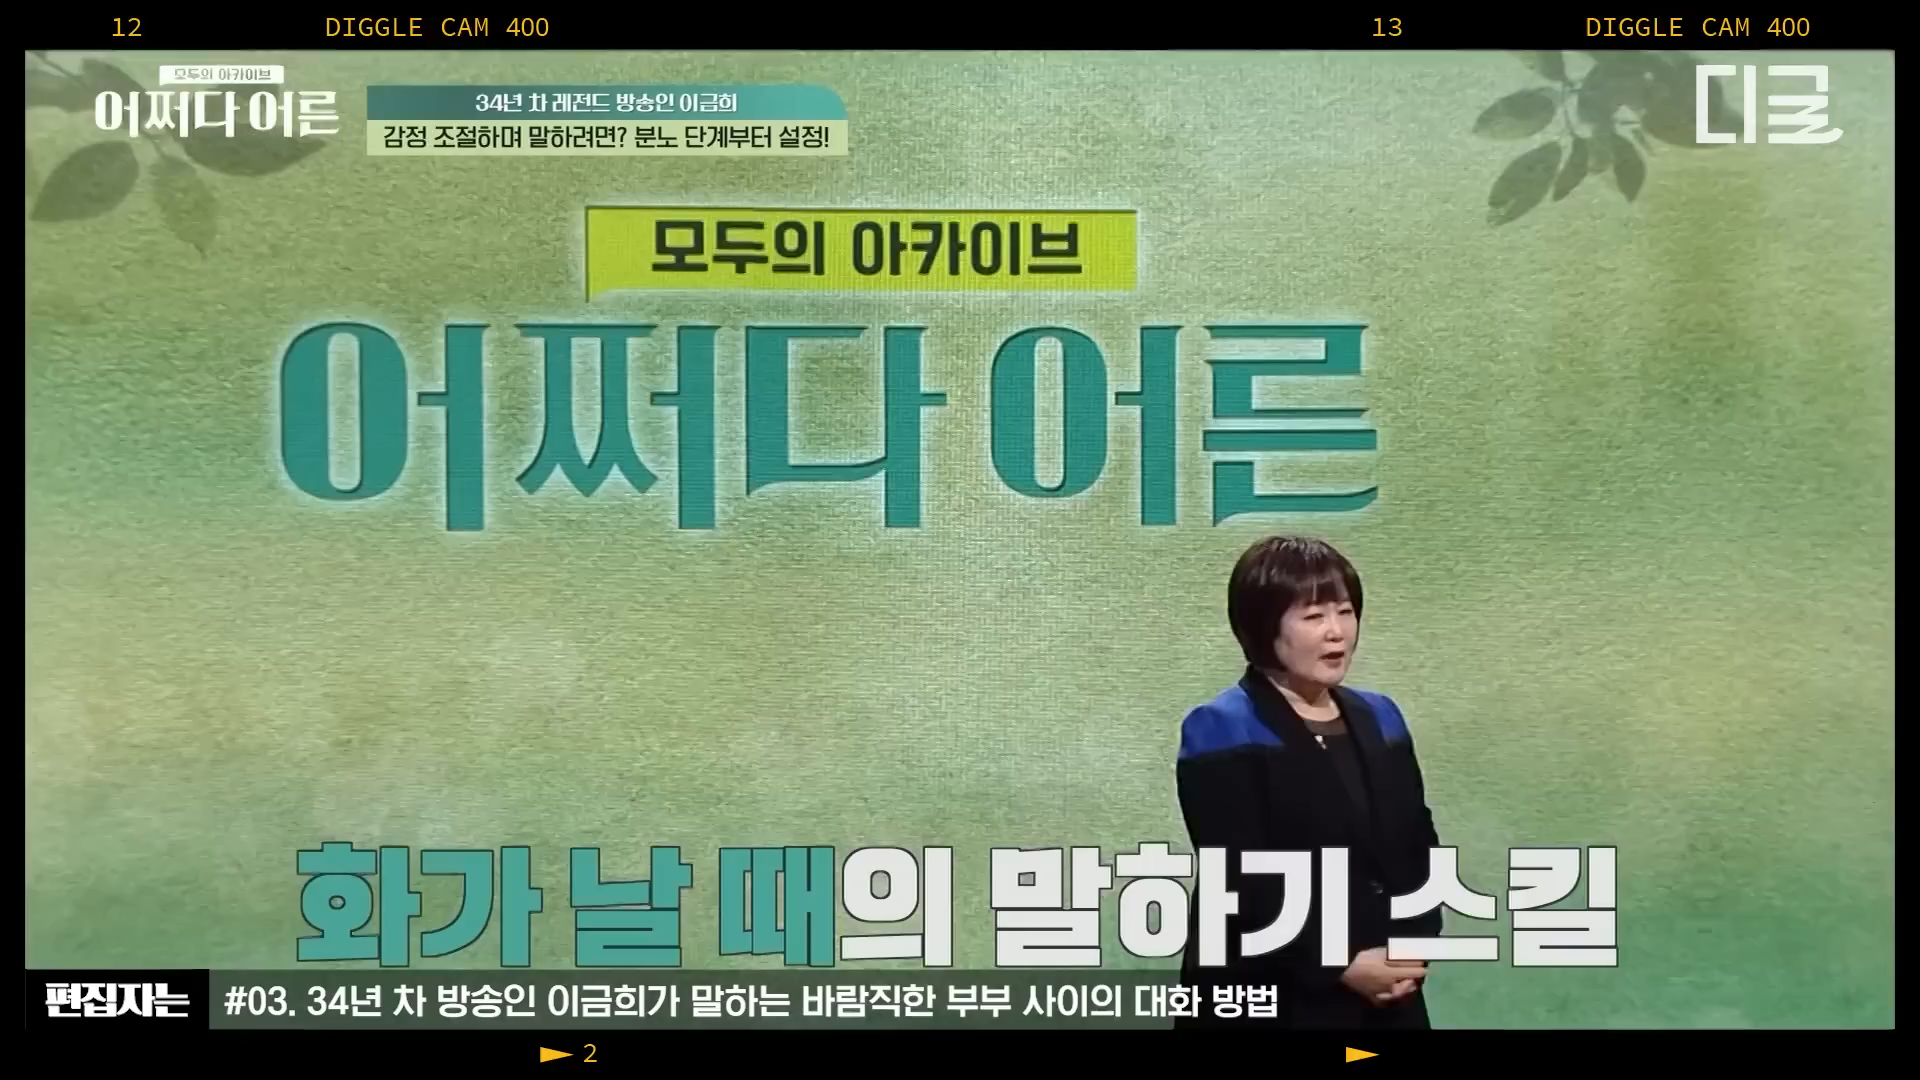 12 DIGGLE CAM 400 13 DIGGLE CAM 400
모두의 아카이브
어쩌다 어른
34년 차 레전드 방송인 이금희
감정 조절하며 말하려면? 분노 단계부터 설정!
디글
모두의 아카이브
어쩌다 어른
화가 날 때의 말하기 스킬
편집자는
#03. 34년 차 방송인 이금희가 말하는 바람직한 부부 사이의 대화 방법
2